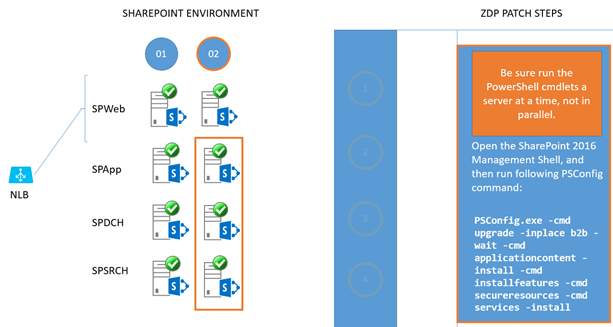 SHAREPOINT ENVIRONMENT
ZDP PATCH STEPS
01
02
SPWeb
SPApp
SPDCH
SPSRCH
NLB
1
2
3
4
Be sure run the
PowerShell cmdlets a
server at a time, not in
parallel.
Open the SharePoint 2016
Management Shell, and
then run following PSConfig
command:
PSConfig.exe -cmd
upgrade -inplace b2b -
wait -cmd
applicationcontent -
install -cmd
installfeatures -cmd
secureresources -cmd
services -install